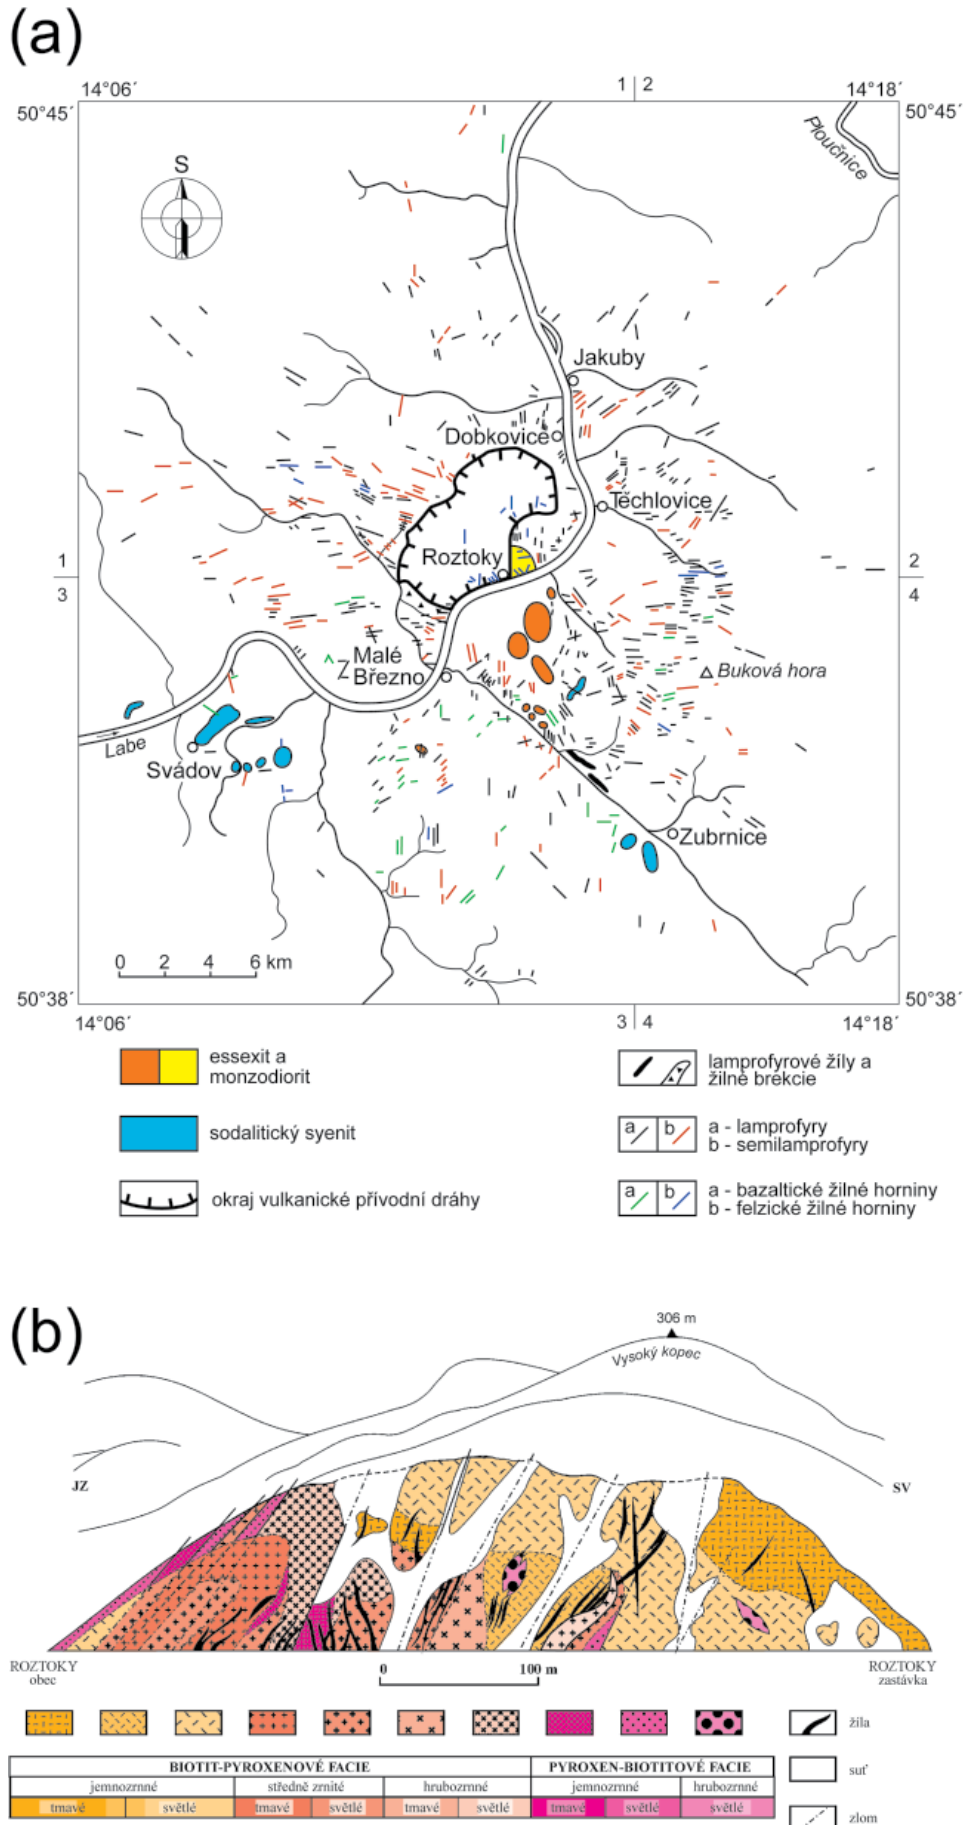 (a)
14°06´
1 2
14°18´
50°45´
50°45´
Ploučnice
S
Jakuby
Dobkovice
Těchlovice
Roztoky
1
3
2
4
Malé
Březno
Buková hora
Labe
Svádov
Zubrnice
0 2 4 6 km
50°38´
50°38´
14°06´
3 4
14°18´
essexit a
monzodiorit
sodalitický syenit
okraj vulkanické přívodní dráhy
lamprofyrové žíly a
žilné brekcie
a b
a - lamprofyry
b - semilamprofyry
a b
a - bazaltické žilné horniny
b - felzické žilné horniny
(b)
306 m
Vysoký kopec
JZ
SV
ROZTOKY
obec
0 100 m
ROZTOKY
zastávka
žíla
BIOTIT-PYROXENOVÉ FACIE PYROXEN-BIOTITOVÉ FACIE
jemnozrnné středně zrnité hrubozrnné jemnozrnné hrubozrnné
tmavé světlé tmavé světlé tmavé světlé tmavé světlé světlé
suť
zlom